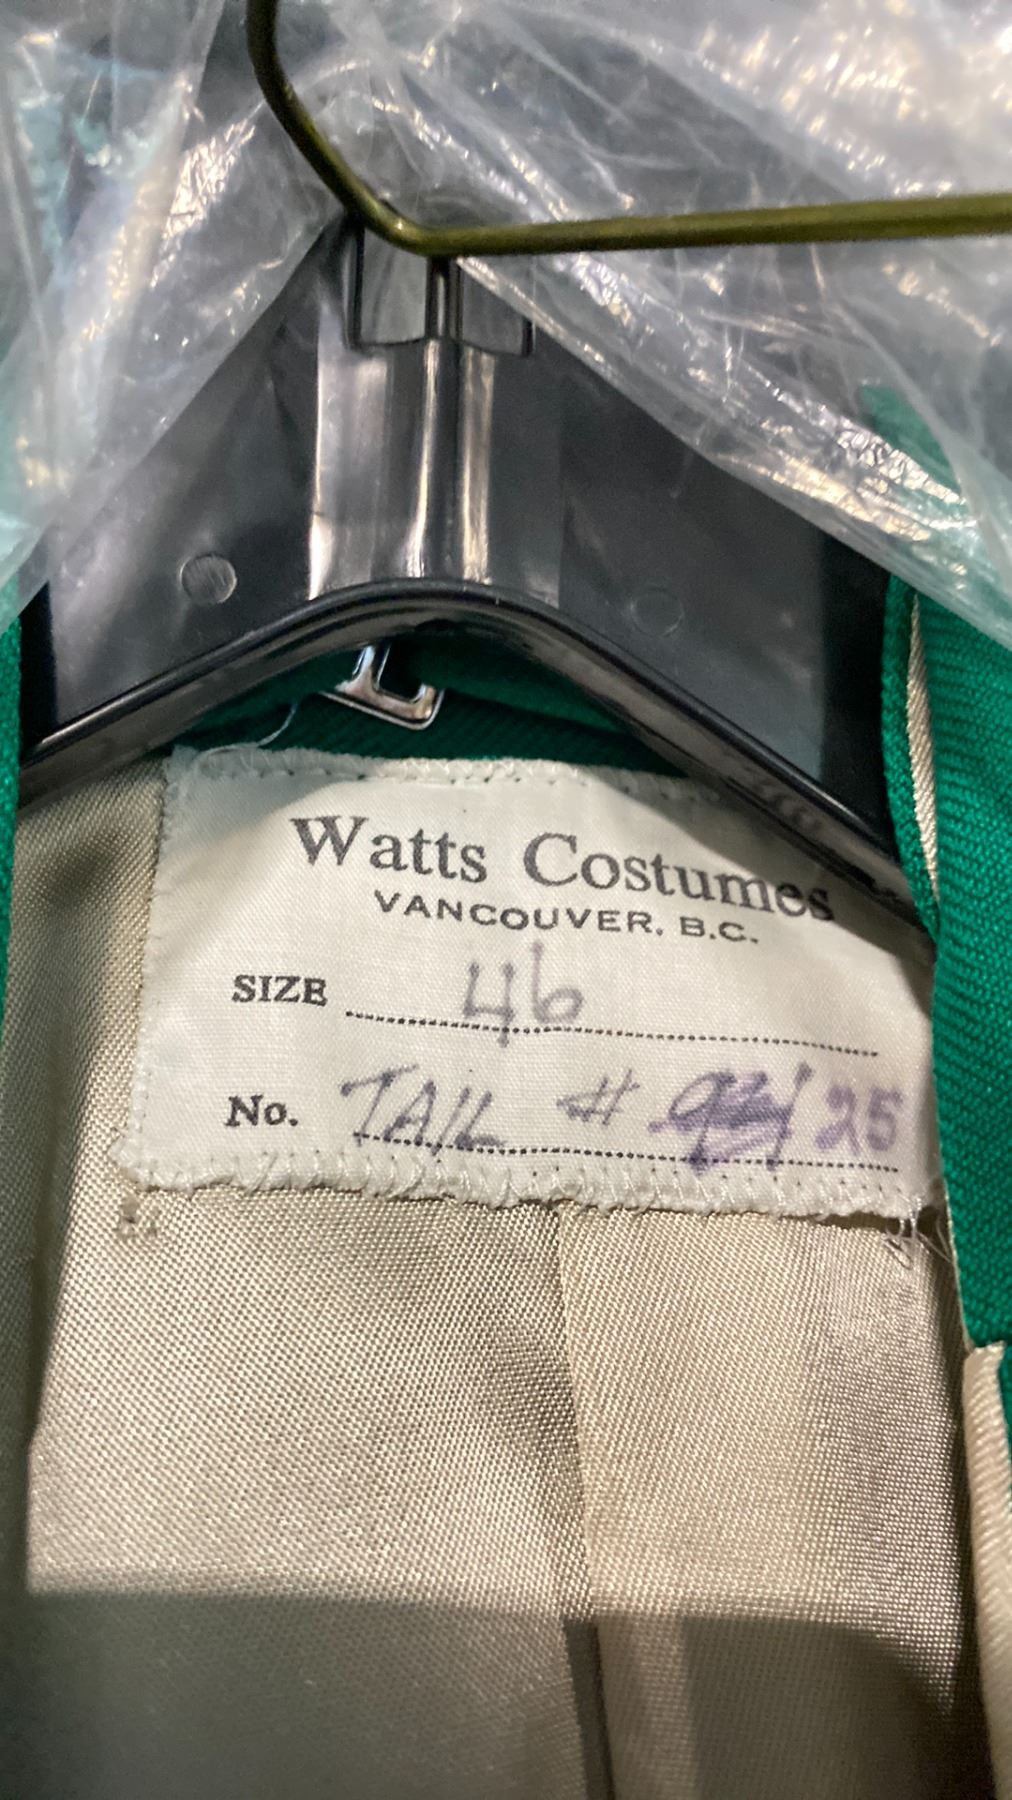 L
Watts Costumes
VANCOUVER, B.C.
SIZE 46
No. TAIL # 25